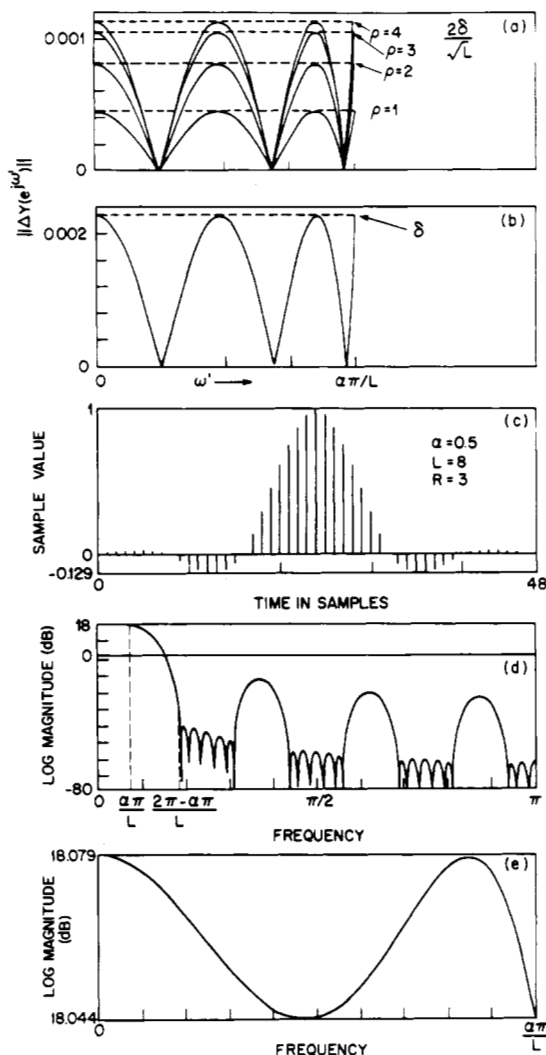 (a)
0.001
ρ=4
ρ=3
ρ=2
ρ=1
2δ
√L
0
||ΔY(e^{jω'})||
(b)
0.002
δ
0
0
ω' →
απ/L
(c)
1
α=0.5
L=8
R=3
SAMPLE VALUE
0
-0.129
0
48
TIME IN SAMPLES
(d)
18
0
LOG MAGNITUDE (dB)
-80
0
απ
L
2π-απ
L
π/2
π
FREQUENCY
(e)
18.079
LOG MAGNITUDE
(dB)
18.044
0
απ
L
FREQUENCY